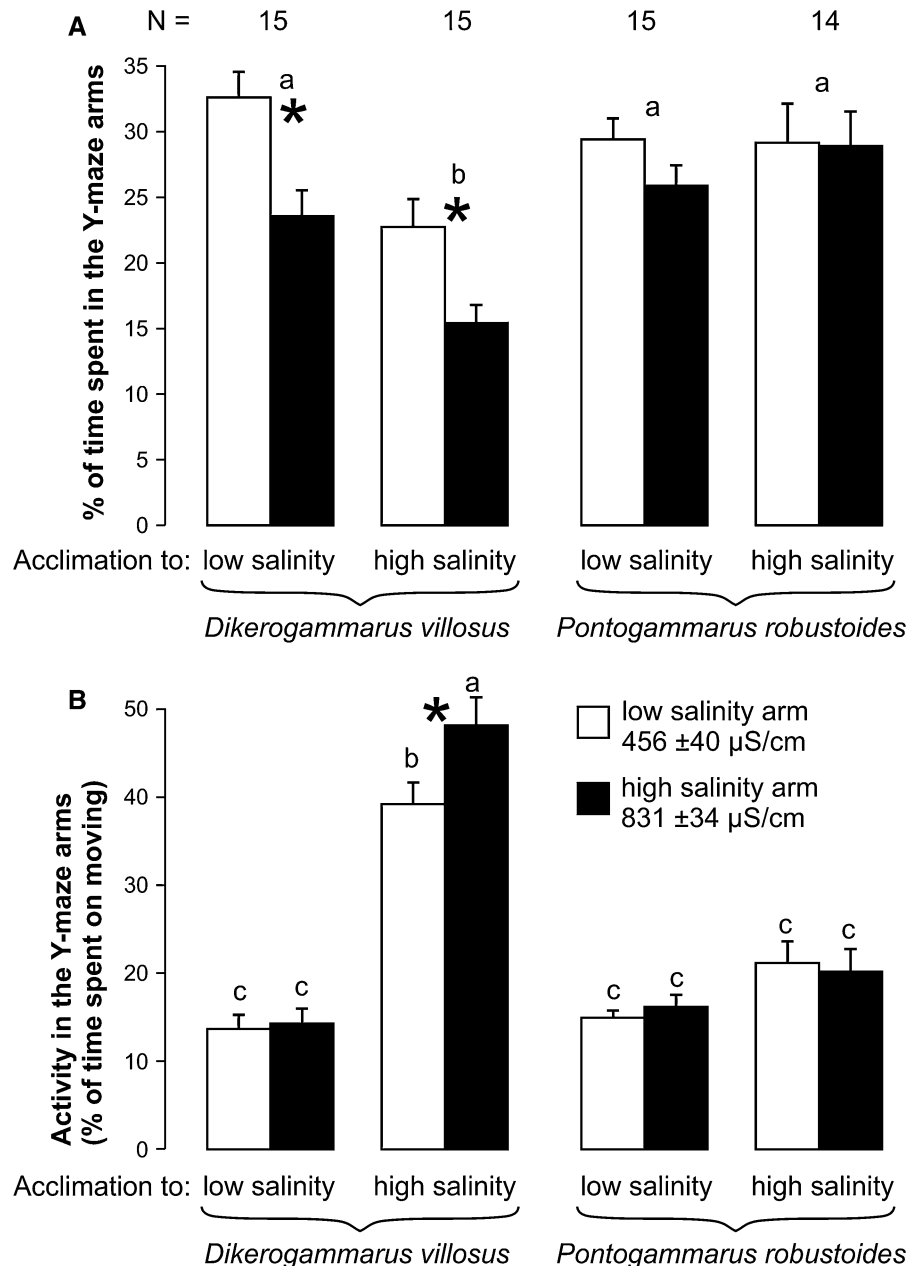 A
N = 15 15 15 14
% of time spent in the Y-maze arms
35
30
25
20
15
10
5
0
a
*
b
*
a
a
Acclimation to: low salinity high salinity low salinity high salinity
Dikerogammarus villosus Pontogammarus robustoides
B
Activity in the Y-maze arms
(% of time spent on moving)
50
40
30
20
10
0
c
c
b
*
a
c
c
c
c
low salinity arm
456 ±40 µS/cm
high salinity arm
831 ±34 µS/cm
Acclimation to: low salinity high salinity low salinity high salinity
Dikerogammarus villosus Pontogammarus robustoides